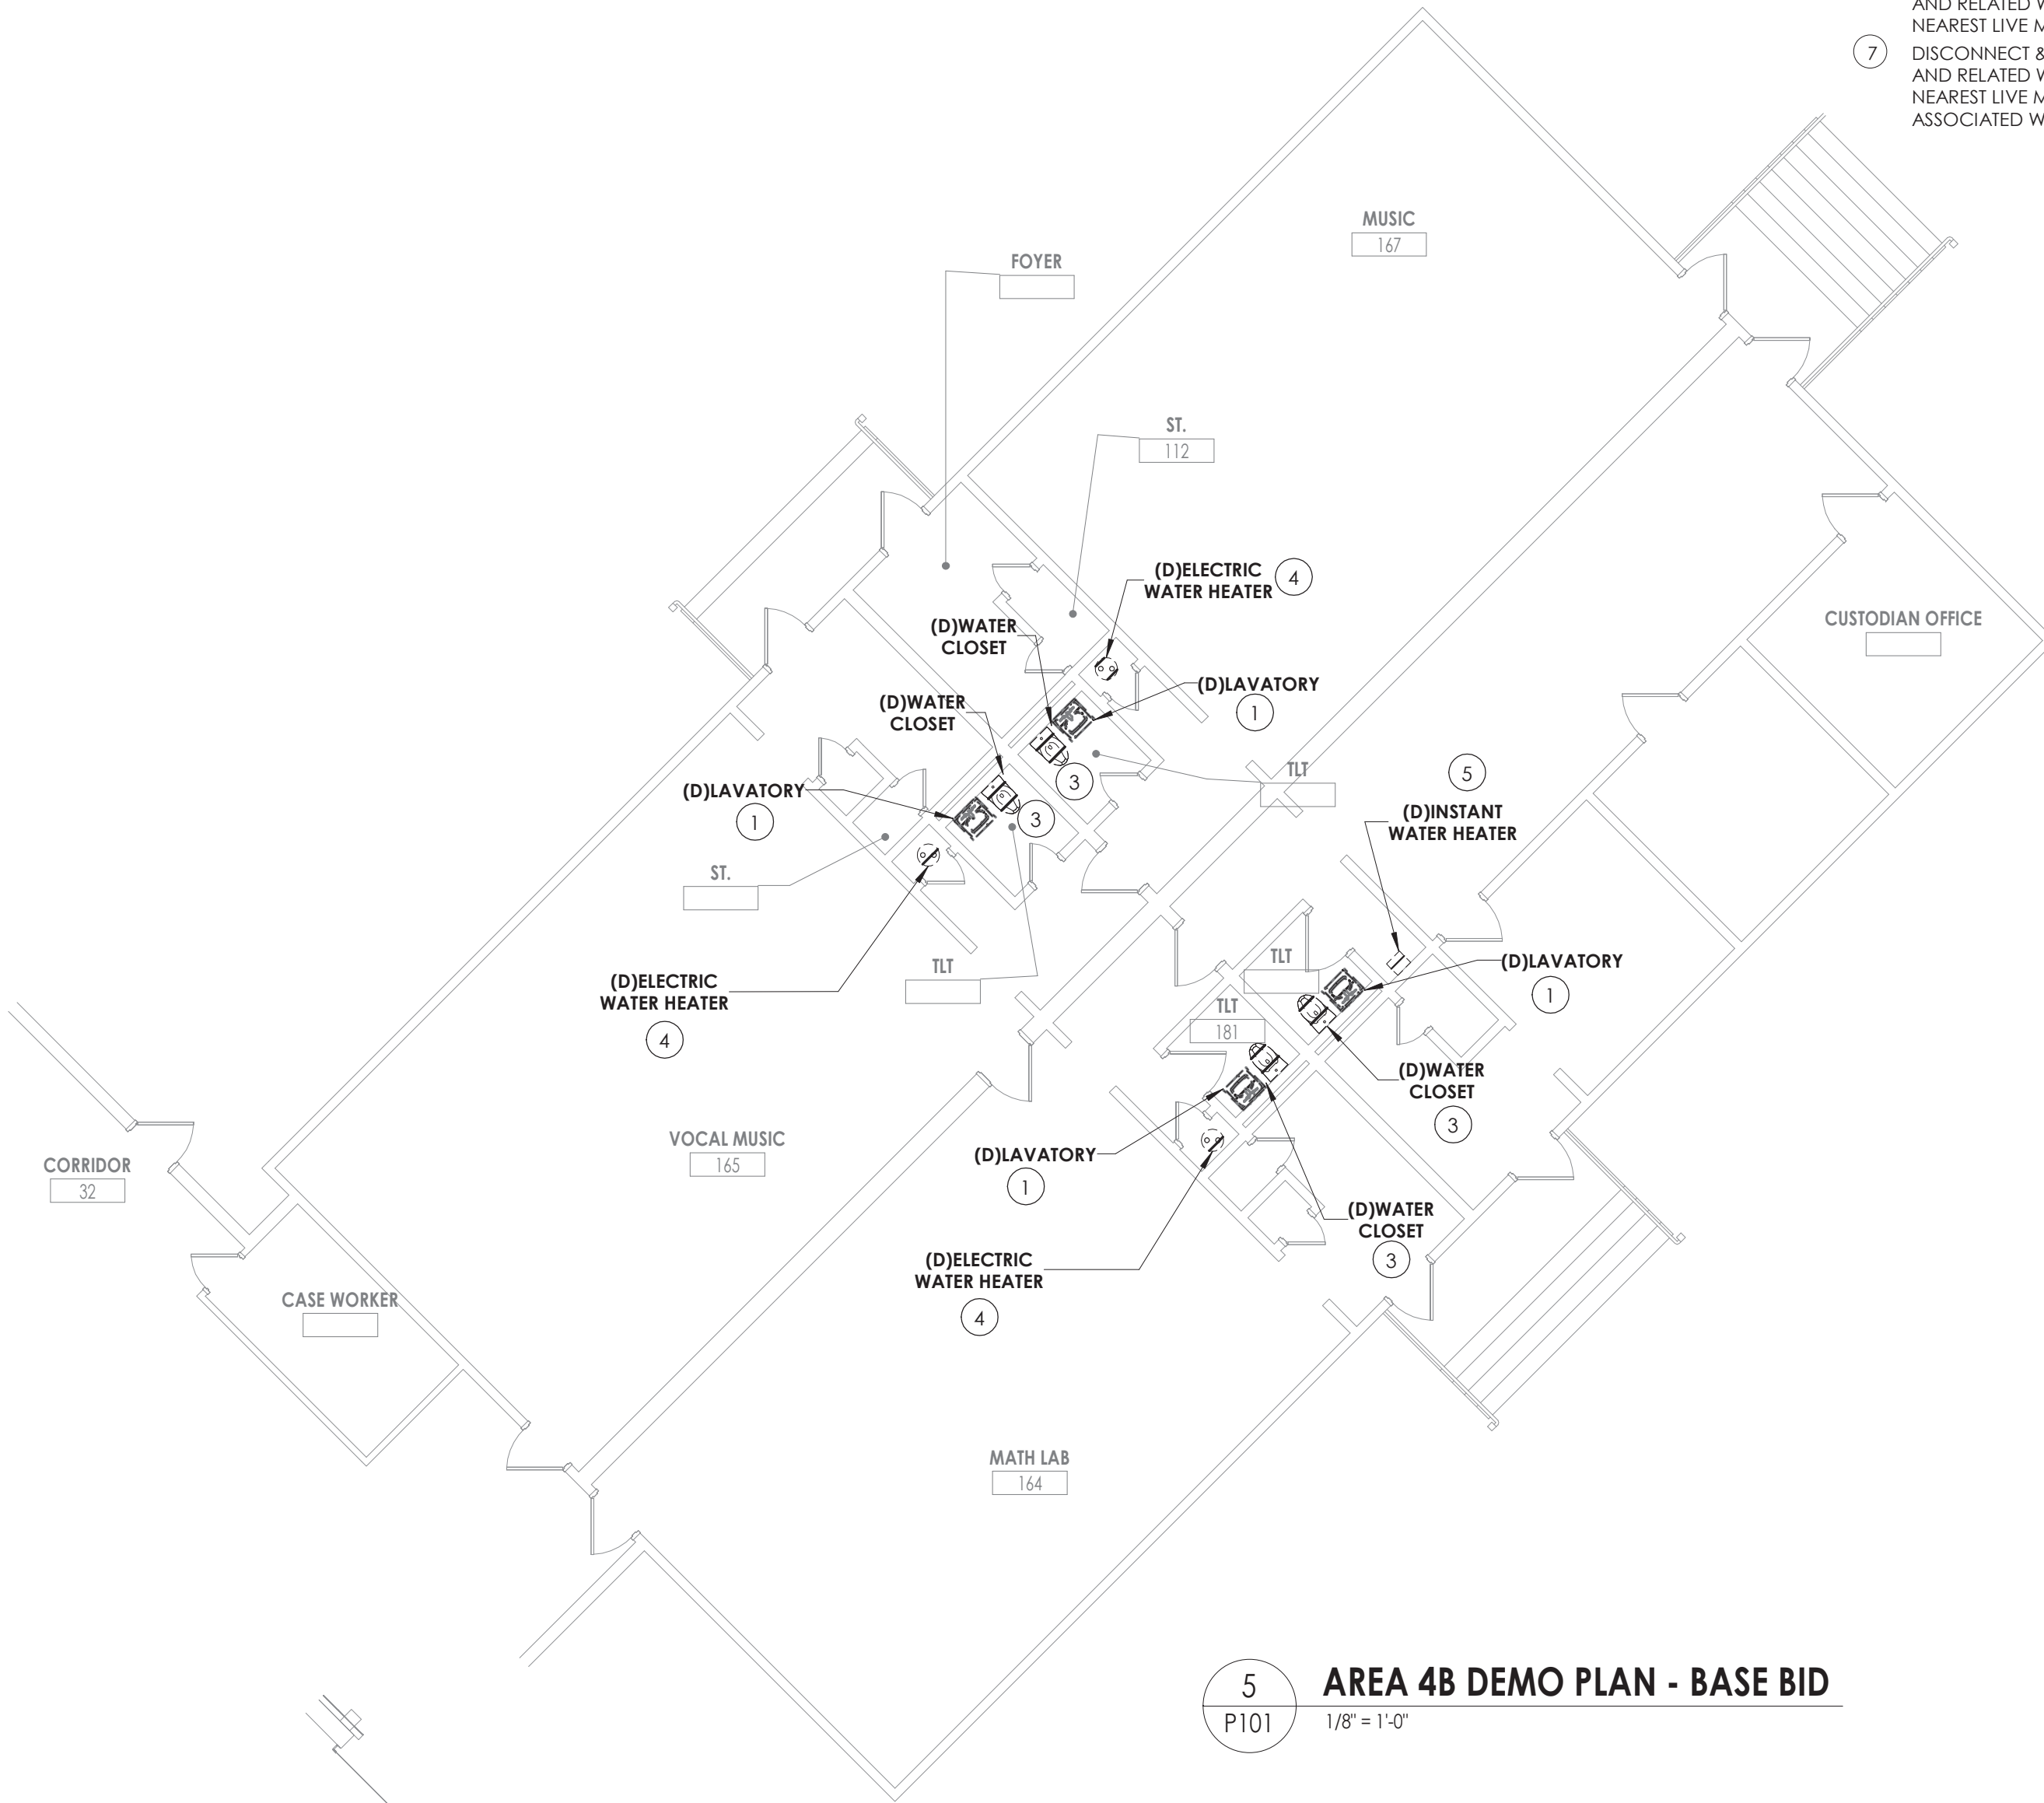 AND RELATED W
NEAREST LIVE M
7
DISCONNECT &
AND RELATED W
NEAREST LIVE M
ASSOCIATED W
MUSIC
167
FOYER
ST.
112
(D)ELECTRIC
WATER HEATER
4
(D)WATER
CLOSET
CUSTODIAN OFFICE
(D)LAVATORY
1
(D)WATER
CLOSET
TLT
3
5
(D)LAVATORY
1
3
(D)INSTANT
WATER HEATER
ST.
TLT
TLT
(D)LAVATORY
1
(D)ELECTRIC
WATER HEATER
4
TLT
181
(D)WATER
CLOSET
3
VOCAL MUSIC
165
(D)LAVATORY
1
CORRIDOR
32
(D)WATER
CLOSET
3
(D)ELECTRIC
WATER HEATER
4
CASE WORKER
MATH LAB
164
5
P101
AREA 4B DEMO PLAN - BASE BID
1/8" = 1'-0"